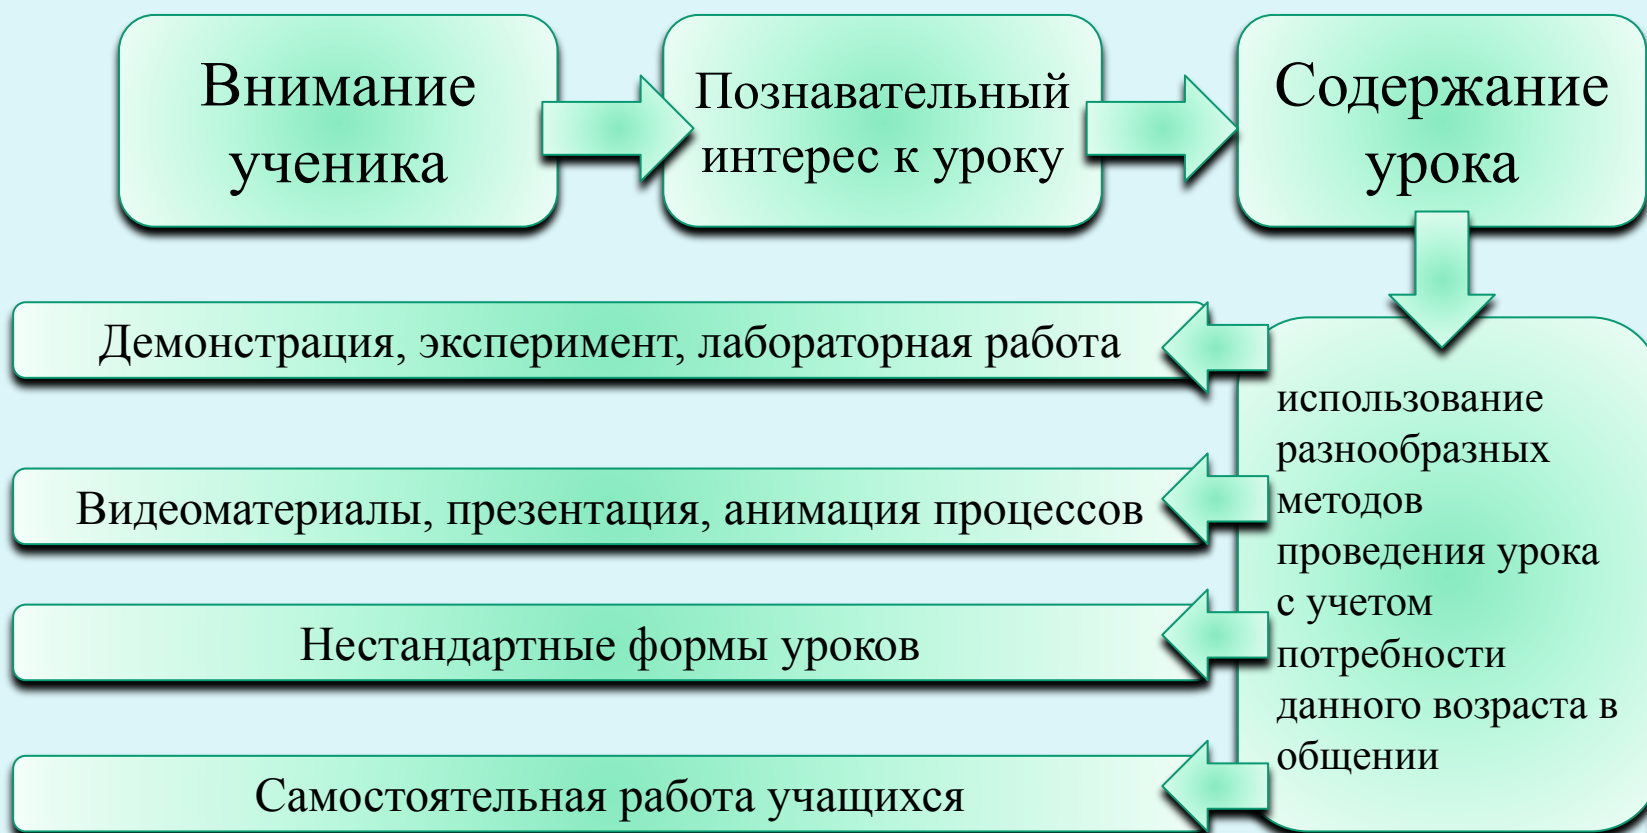 Внимание
ученика
Познавательный
интерес к уроку
Содержание
урока
Демонстрация, эксперимент, лабораторная работа
Видеоматериалы, презентация, анимация процессов
Нестандартные формы уроков
Самостоятельная работа учащихся
использование
разнообразных
методов
проведения урока
с учетом
потребности
данного возраста в
общении